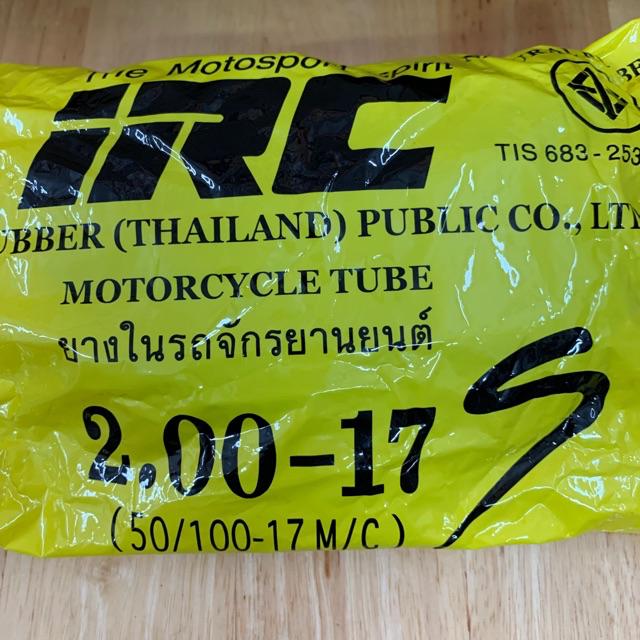 The Motosport Spirit
IRC
TIS 683-253
UBBER (THAILAND) PUBLIC CO., LT
MOTORCYCLE TUBE
ยางในรถจักรยานยนต์
2.00-17 S
(50/100-17 M/C)